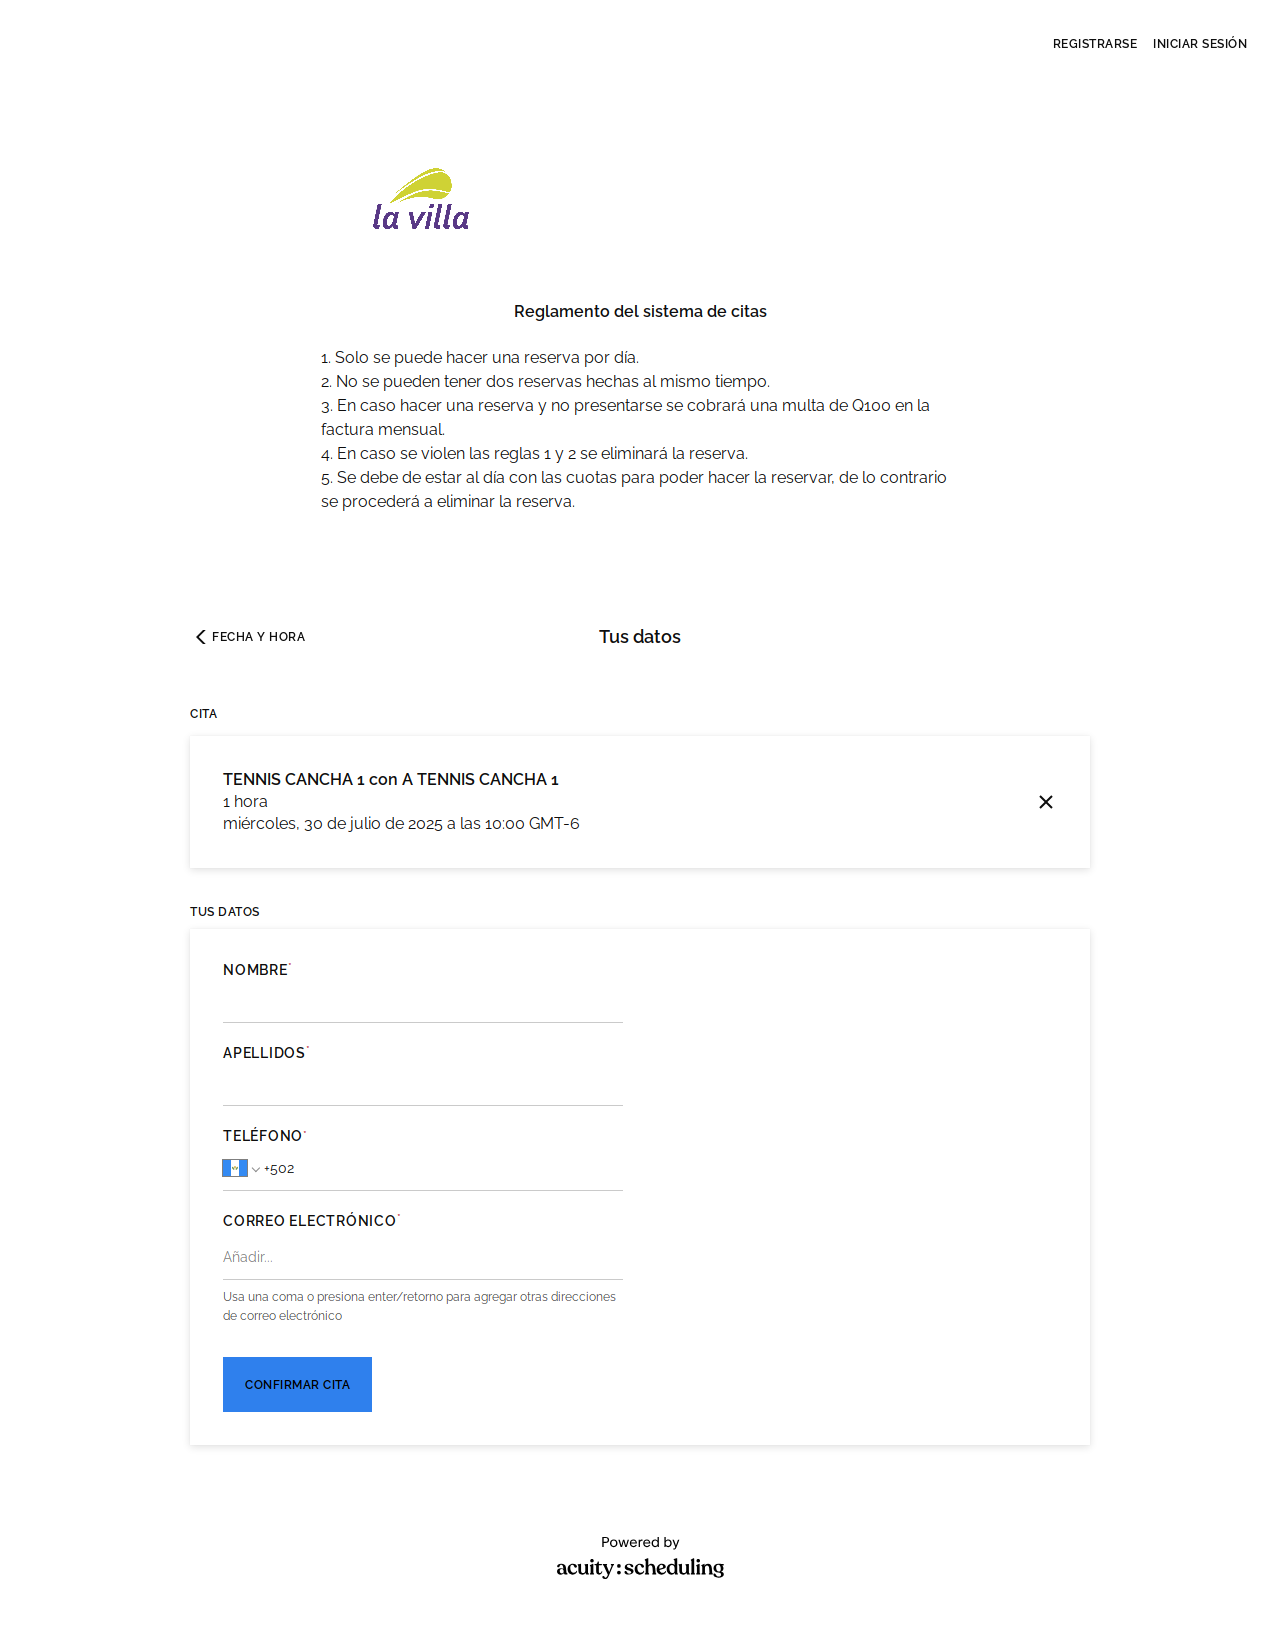 REGISTRARSE INICIAR SESIÓN
la villa
Reglamento del sistema de citas
1. Solo se puede hacer una reserva por día.
2. No se pueden tener dos reservas hechas al mismo tiempo.
3. En caso hacer una reserva y no presentarse se cobrará una multa de Q100 en la
factura mensual.
4. En caso se violen las reglas 1 y 2 se eliminará la reserva.
5. Se debe de estar al día con las cuotas para poder hacer la reservar, de lo contrario
se procederá a eliminar la reserva.
FECHA Y HORA
Tus datos
CITA
TENNIS CANCHA 1 con A TENNIS CANCHA 1
1 hora
miércoles, 30 de julio de 2025 a las 10:00 GMT-6
TUS DATOS
NOMBRE*
APELLIDOS*
TELÉFONO*
+502
CORREO ELECTRÓNICO*
Añadir...
Usa una coma o presiona enter/retorno para agregar otras direcciones
de correo electrónico
CONFIRMAR CITA
Powered by
acuity:scheduling